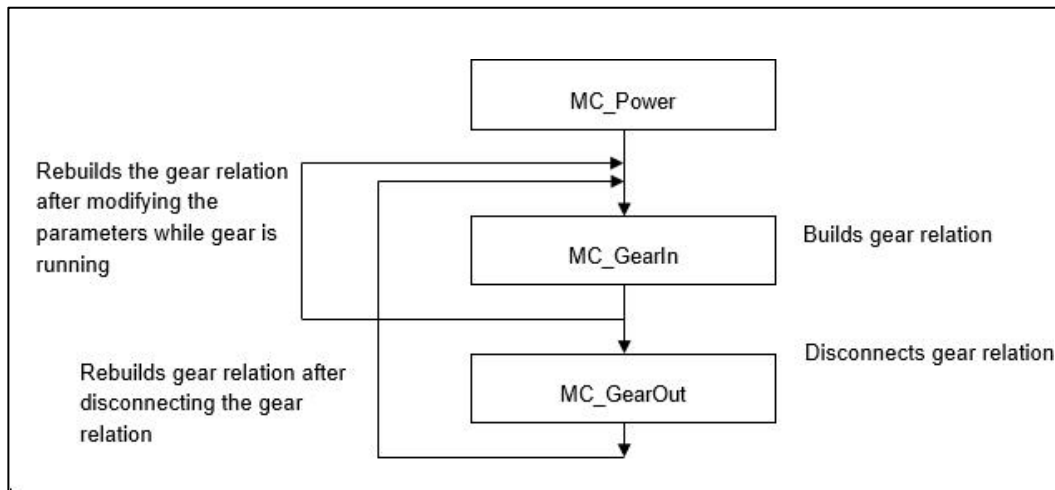 MC_Power
Rebuilds the gear relation
after modifying the
parameters while gear is
running
MC_GearIn
Builds gear relation
Disconnects gear relation
Rebuilds gear relation after
disconnecting the gear
relation
MC_GearOut